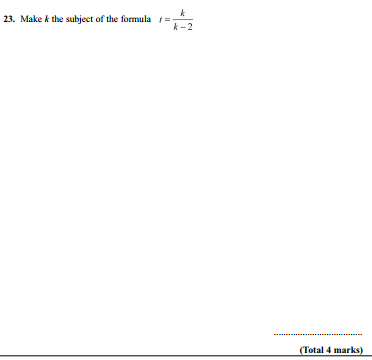 23. Make k the subject of the formula t = k/(k – 2)
(Total 4 marks)